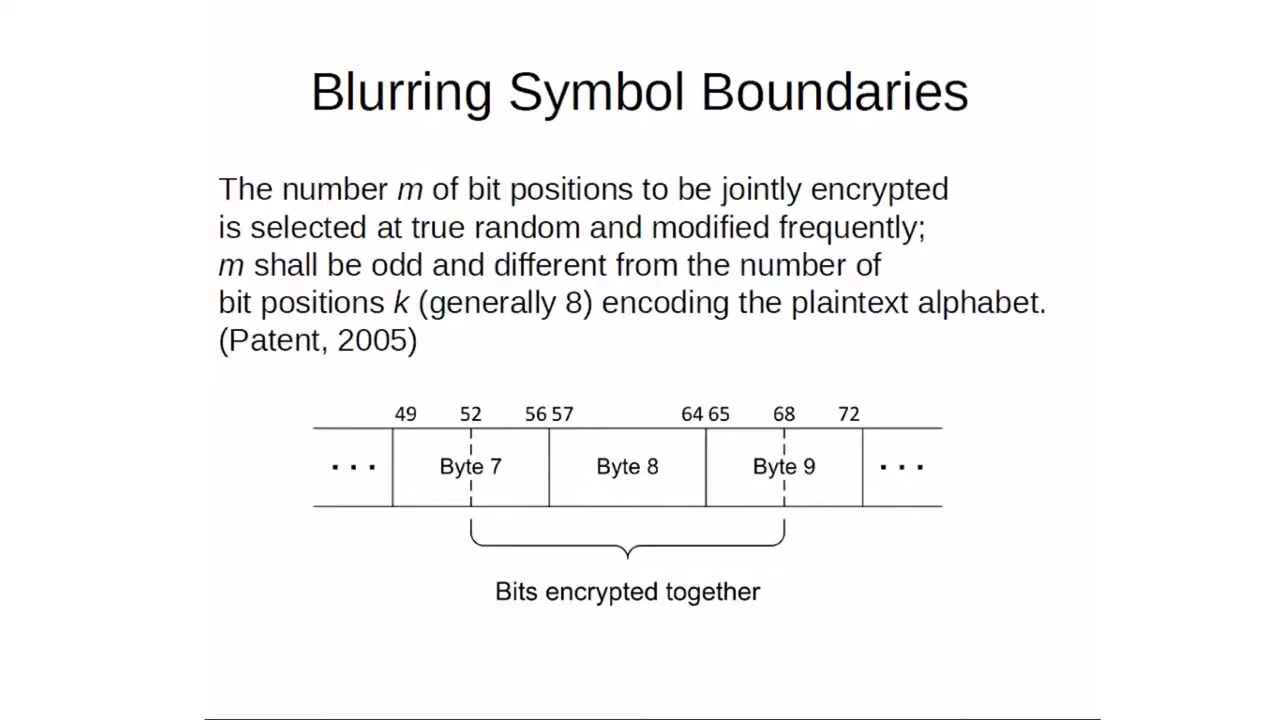 Blurring Symbol Boundaries
The number m of bit positions to be jointly encrypted
is selected at true random and modified frequently;
m shall be odd and different from the number of
bit positions k (generally 8) encoding the plaintext alphabet.
(Patent, 2005)
49 52 56 57 64 65 68 72
. . . Byte 7 Byte 8 Byte 9 . . .
Bits encrypted together